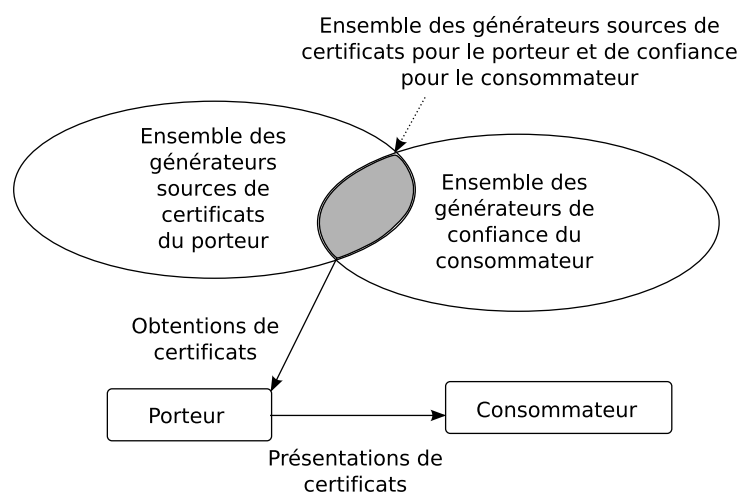 Ensemble des générateurs sources de
certificats pour le porteur et de confiance
pour le consommateur
Ensemble des
générateurs
sources de
certificats
du porteur
Ensemble des
générateurs de
confiance du
consommateur
Obtentions de
certificats
Porteur
Consommateur
Présentations de
certificats